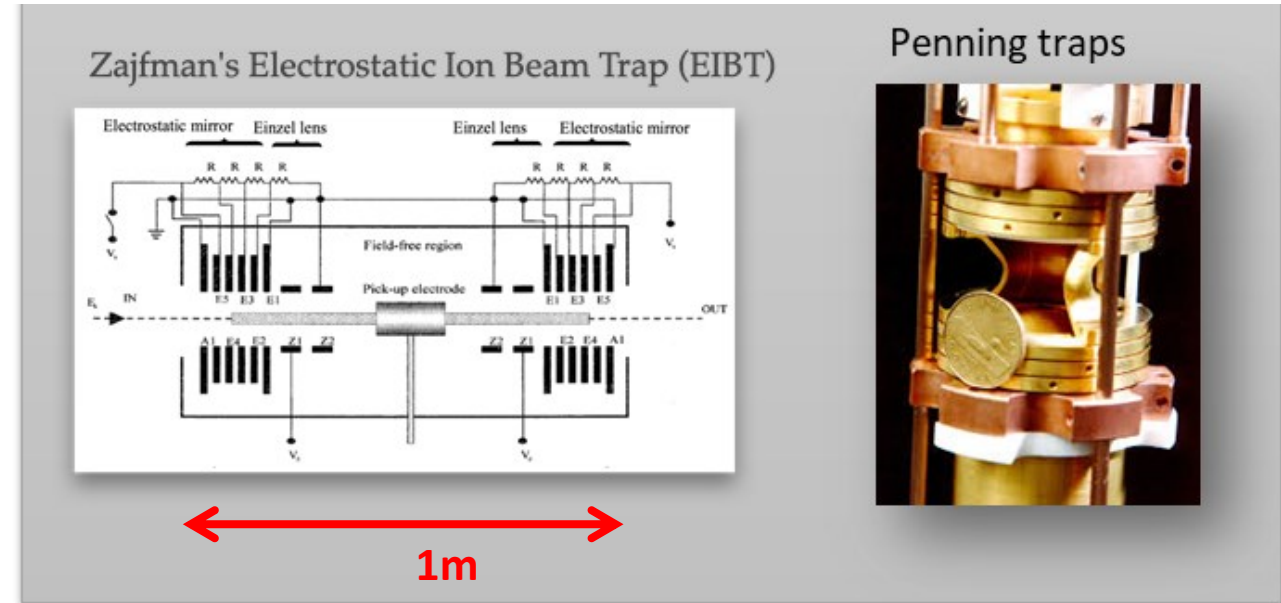 Zajfman's Electrostatic Ion Beam Trap (EIBT)
Penning traps
Electrostatic mirror Einzel lens
Einzel lens Electrostatic mirror
R R R R
R R R R
Field-free region
Pick-up electrode
IN
OUT
E5 E3 E1
E1 E3 E5
A1 E4 E2 Z1 Z2
Z2 Z1 E2 E4 A1
1m